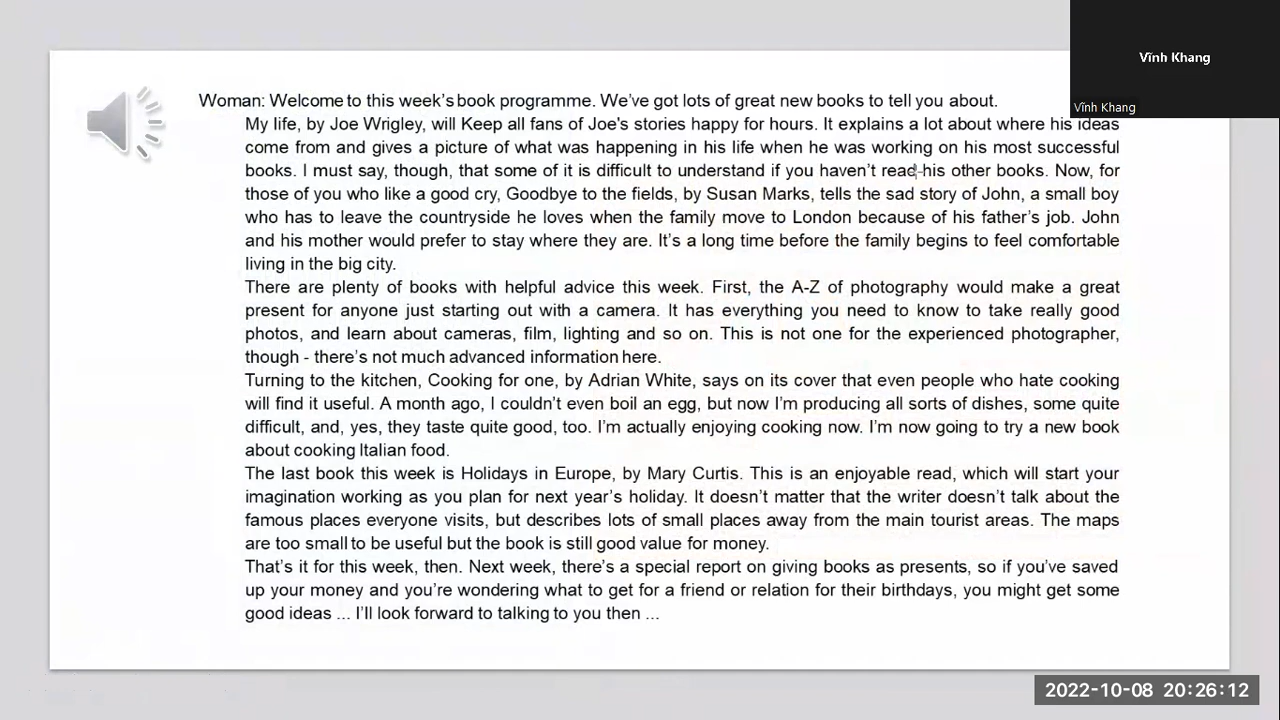 Vĩnh Khang
Vĩnh Khang
Woman: Welcome to this week's book programme. We've got lots of great new books to tell you about.
My life, by Joe Wrigley, will Keep all fans of Joe's stories happy for hours. It explains a lot about where his ideas
come from and gives a picture of what was happening in his life when he was working on his most successful
books. I must say, though, that some of it is difficult to understand if you haven't read his other books. Now, for
those of you who like a good cry, Goodbye to the fields, by Susan Marks, tells the sad story of John, a small boy
who has to leave the countryside he loves when the family move to London because of his father's job. John
and his mother would prefer to stay where they are. It's a long time before the family begins to feel comfortable
living in the big city.
There are plenty of books with helpful advice this week. First, the A-Z of photography would make a great
present for anyone just starting out with a camera. It has everything you need to know to take really good
photos, and learn about cameras, film, lighting and so on. This is not one for the experienced photographer,
though - there's not much advanced information here.
Turning to the kitchen, Cooking for one, by Adrian White, says on its cover that even people who hate cooking
will find it useful. A month ago, I couldn't even boil an egg, but now I'm producing all sorts of dishes, some quite
difficult, and, yes, they taste quite good, too. I'm actually enjoying cooking now. I'm now going to try a new book
about cooking Italian food.
The last book this week is Holidays in Europe, by Mary Curtis. This is an enjoyable read, which will start your
imagination working as you plan for next year's holiday. It doesn't matter that the writer doesn't talk about the
famous places everyone visits, but describes lots of small places away from the main tourist areas. The maps
are too small to be useful but the book is still good value for money.
That's it for this week, then. Next week, there's a special report on giving books as presents, so if you've saved
up your money and you're wondering what to get for a friend or relation for their birthdays, you might get some
good ideas ... I'll look forward to talking to you then ...
2022-10-08 20:26:12